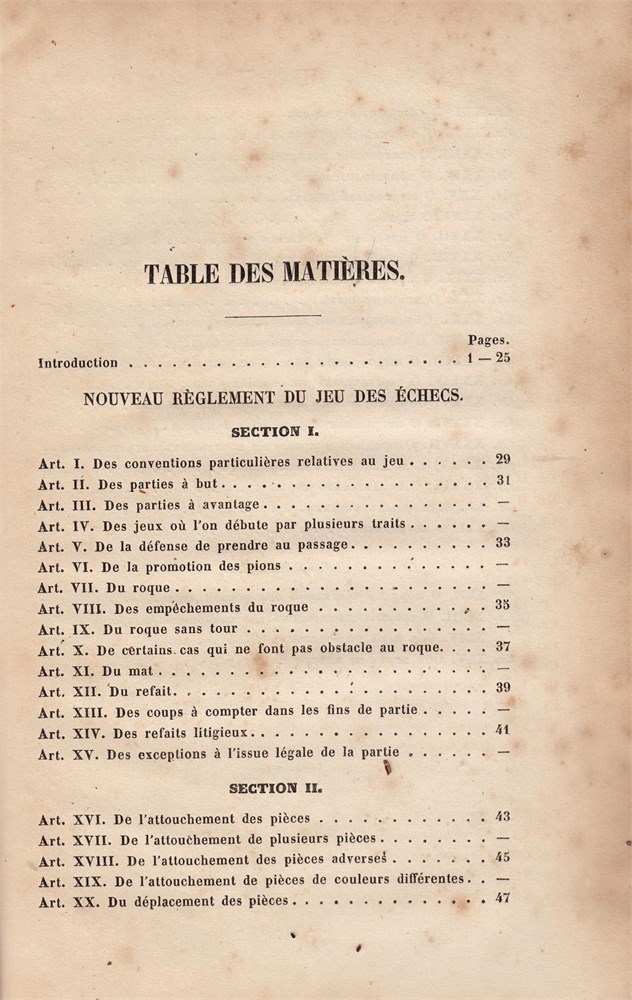 TABLE DES MATIÈRES.
Pages.
Introduction . . . . . . . . . . . . . . . . . . . . . . . 1 — 25
NOUVEAU RÈGLEMENT DU JEU DES ÉCHECS.
SECTION I.
Art. I. Des conventions particulières relatives au jeu . . . . . . 29
Art. II. Des parties à but . . . . . . . . . . . . . . . . . . . 31
Art. III. Des parties à avantage . . . . . . . . . . . . . . . . —
Art. IV. Des jeux où l'on débute par plusieurs traits . . . . . . —
Art. V. De la défense de prendre au passage . . . . . . . . . . 33
Art. VI. De la promotion des pions . . . . . . . . . . . . . . —
Art. VII. Du roque . . . . . . . . . . . . . . . . . . . . . . —
Art. VIII. Des empêchements du roque . . . . . . . . . . . . 35
Art. IX. Du roque sans tour . . . . . . . . . . . . . . . . . —
Art. X. De certains cas qui ne font pas obstacle au roque. . . . 37
Art. XI. Du mat . . . . . . . . . . . . . . . . . . . . . . . —
Art. XII. Du refait. . . . . . . . . . . . . . . . . . . . . . 39
Art. XIII. Des coups à compter dans les fins de partie . . . . . —
Art. XIV. Des refaits litigieux . . . . . . . . . . . . . . . . . 41
Art. XV. Des exceptions à l'issue légale de la partie . . . . . . —
SECTION II.
Art. XVI. De l'attouchement des pièces . . . . . . . . . . . . 43
Art. XVII. De l'attouchement de plusieurs pièces . . . . . . . . —
Art. XVIII. De l'attouchement des pièces adverses . . . . . . . 45
Art. XIX. De l'attouchement de pièces de couleurs différentes . . —
Art. XX. Du déplacement des pièces . . . . . . . . . . . . . . 47